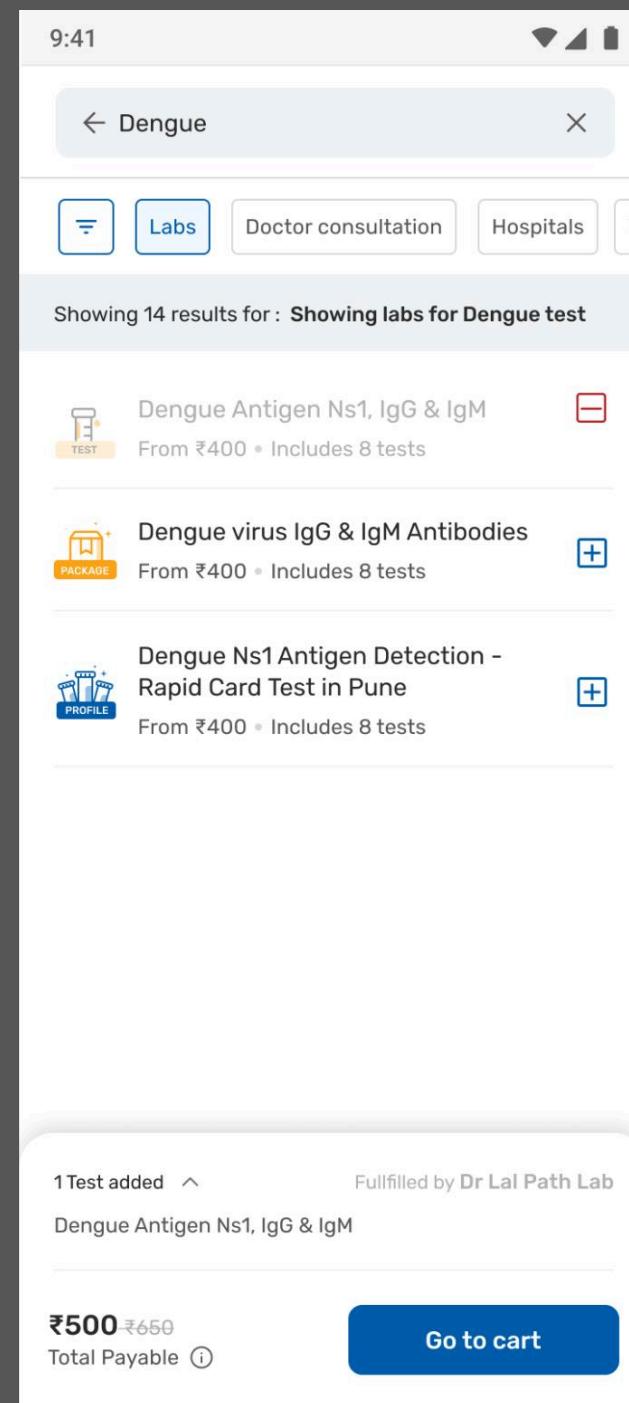 9:41
Dengue
Labs
Doctor consultation
Hospitals
Showing 14 results for : Showing labs for Dengue test
Dengue Antigen Ns1, IgG & IgM
TEST
From ₹400 • Includes 8 tests
Dengue virus IgG & IgM Antibodies
PACKAGE
From ₹400 • Includes 8 tests
Dengue Ns1 Antigen Detection -
Rapid Card Test in Pune
PROFILE
From ₹400 • Includes 8 tests
1 Test added
Fullfilled by Dr Lal Path Lab
Dengue Antigen Ns1, IgG & IgM
₹500 ₹650
Total Payable
Go to cart